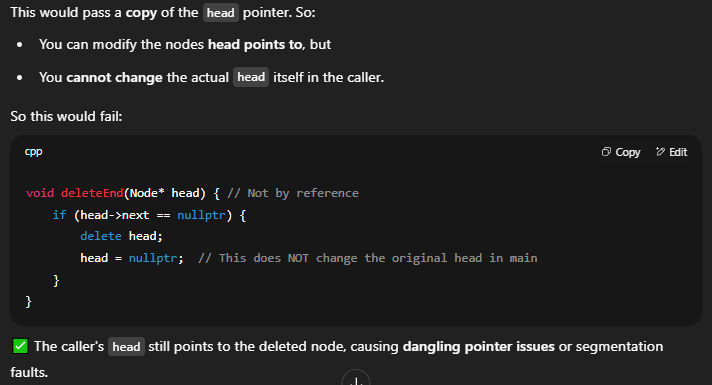 This would pass a copy of the head pointer. So:
• You can modify the nodes head points to, but
• You cannot change the actual head itself in the caller.
So this would fail:
cpp Copy Edit
void deleteEnd(Node* head) { // Not by reference
    if (head->next == nullptr) {
        delete head;
        head = nullptr;  // This does NOT change the original head in main
    }
}
✅ The caller's head still points to the deleted node, causing dangling pointer issues or segmentation
faults.